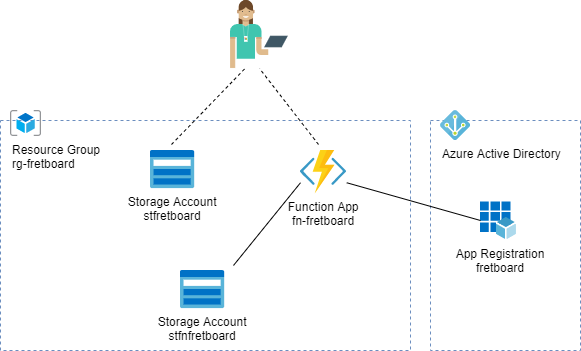 Resource Group
rg-fretboard
Azure Active Directory
Storage Account
stfretboard
Function App
fn-fretboard
App Registration
fretboard
Storage Account
stfnfretboard